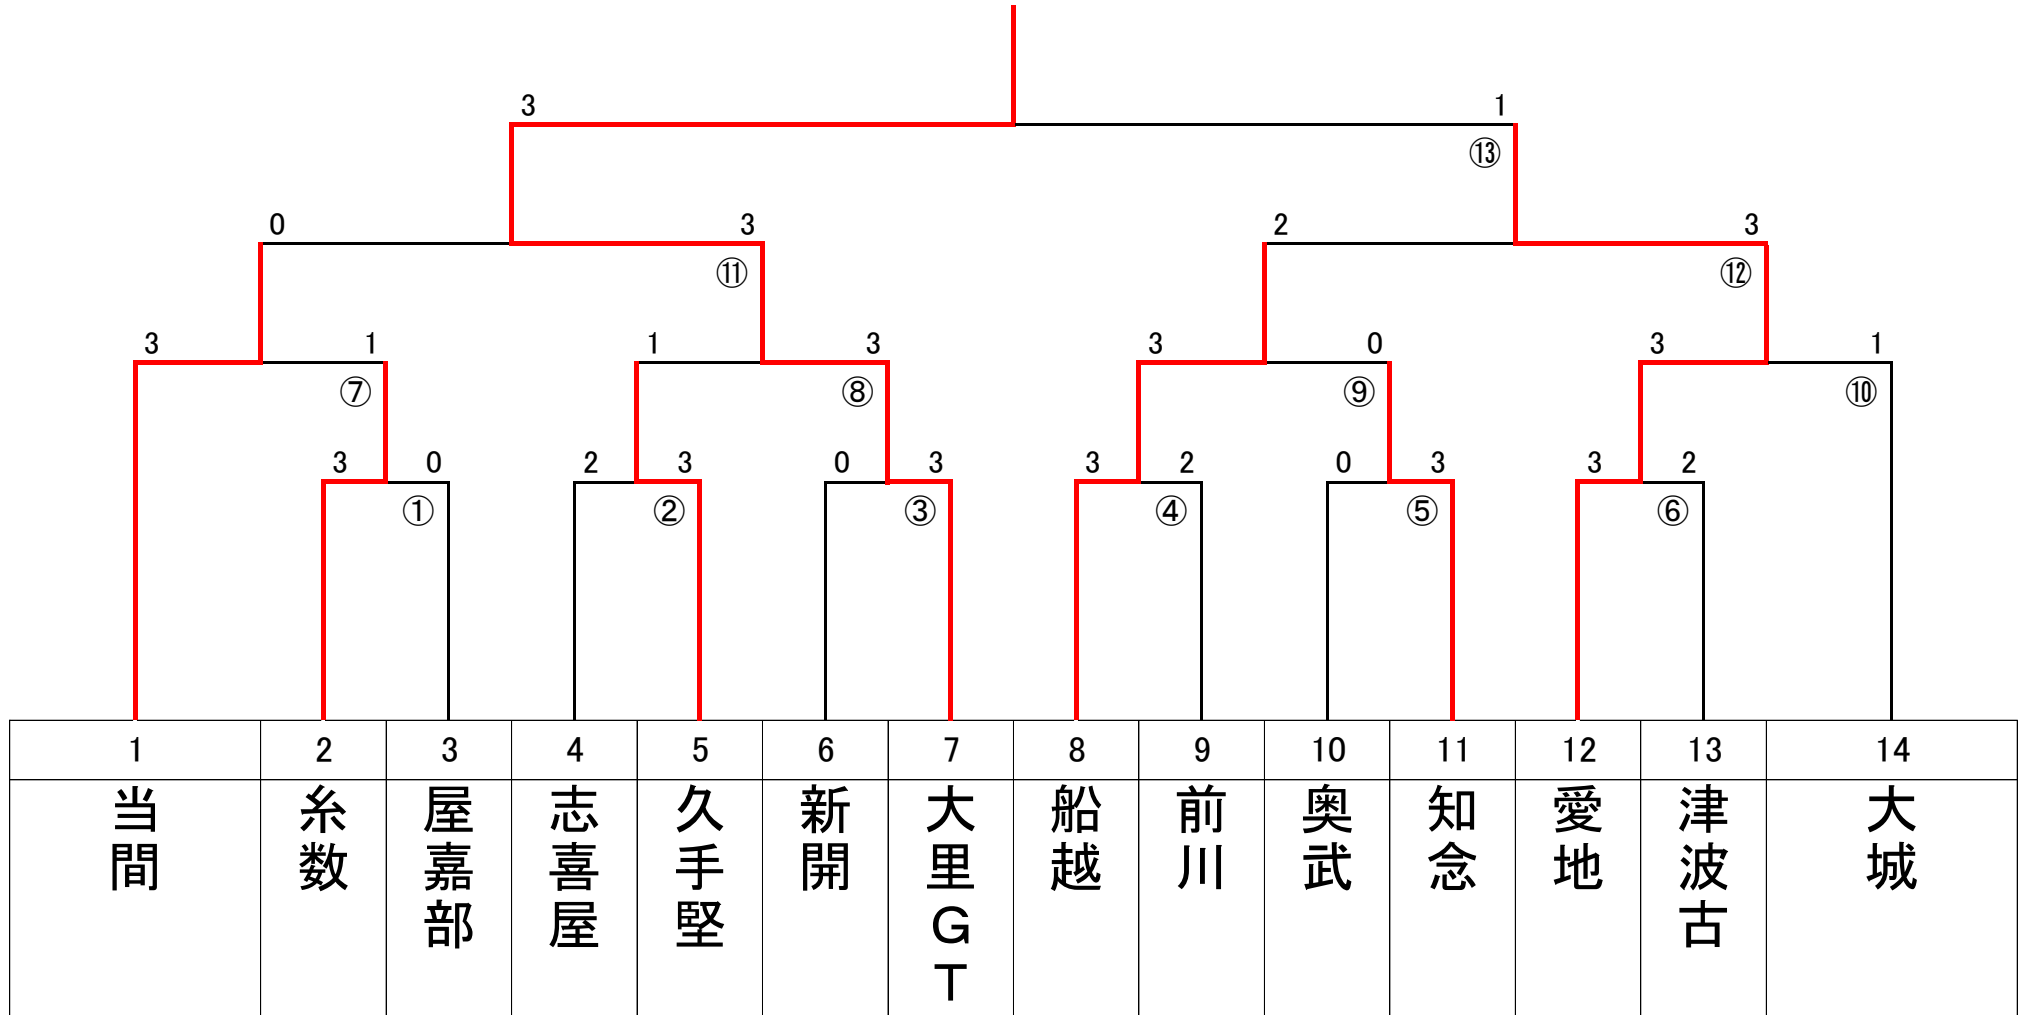 3 1
⑬
0 3 2 3
⑪ ⑫
3 1 1 3 3 0 3 1
⑦ ⑧ ⑨ ⑩
3 0 2 3 0 3 3 2 0 3 3 2
① ② ③ ④ ⑤ ⑥
1 2 3 4 5 6 7 8 9 10 11 12 13 14
当間
糸数
屋嘉部
志喜屋
久手堅
新開
大里GT
船越
前川
奥武
知念
愛地
津波古
大城